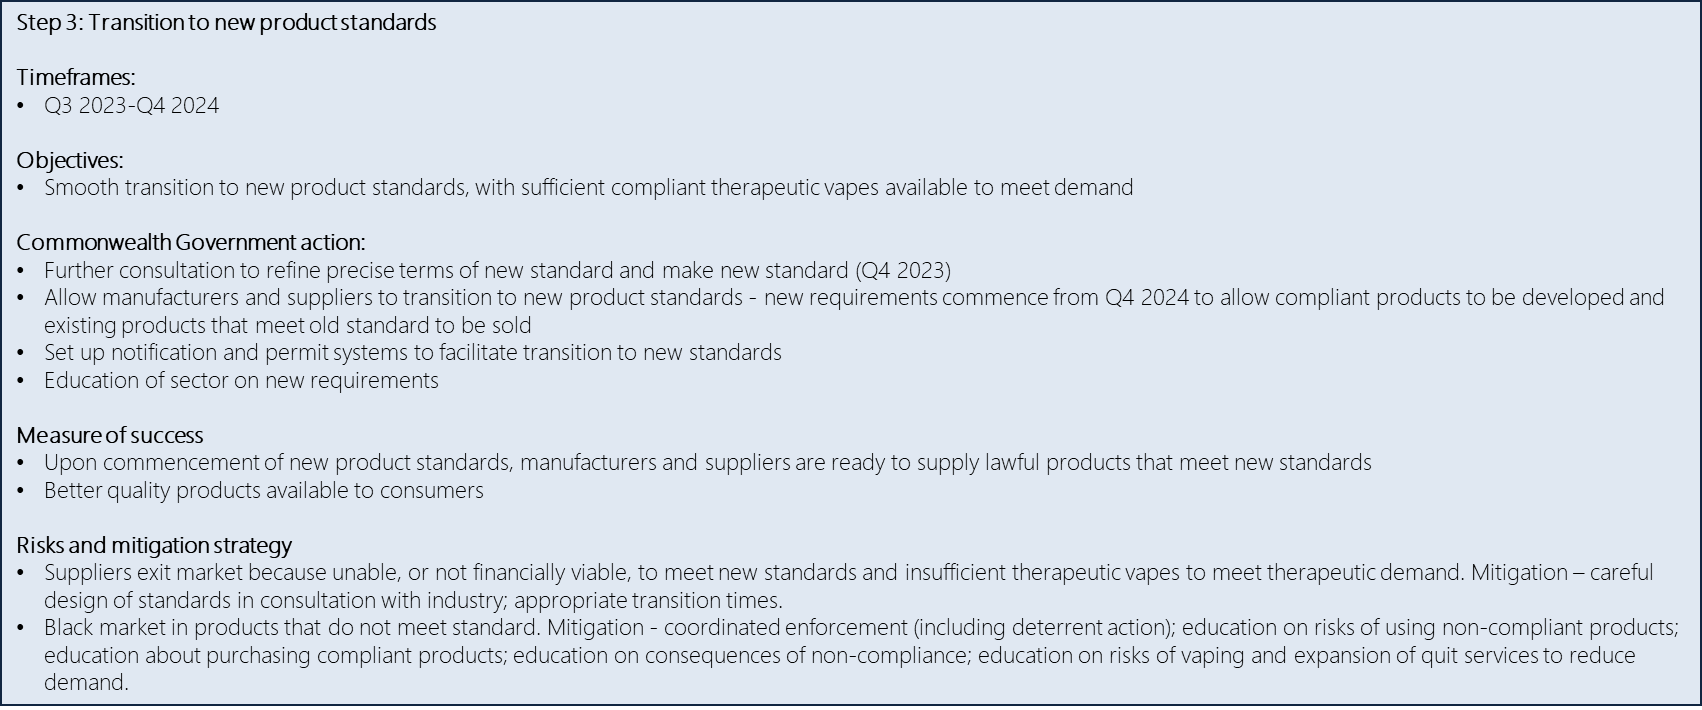 Step 3: Transition to new product standards
Timeframes:
• Q3 2023-Q4 2024
Objectives:
• Smooth transition to new product standards, with sufficient compliant therapeutic vapes available to meet demand
Commonwealth Government action:
• Further consultation to refine precise terms of new standard and make new standard (Q4 2023)
• Allow manufacturers and suppliers to transition to new product standards - new requirements commence from Q4 2024 to allow compliant products to be developed and
existing products that meet old standard to be sold
• Set up notification and permit systems to facilitate transition to new standards
• Education of sector on new requirements
Measure of success
• Upon commencement of new product standards, manufacturers and suppliers are ready to supply lawful products that meet new standards
• Better quality products available to consumers
Risks and mitigation strategy
• Suppliers exit market because unable, or not financially viable, to meet new standards and insufficient therapeutic vapes to meet therapeutic demand. Mitigation – careful
design of standards in consultation with industry; appropriate transition times.
• Black market in products that do not meet standard. Mitigation - coordinated enforcement (including deterrent action); education on risks of using non-compliant products;
education about purchasing compliant products; education on consequences of non-compliance; education on risks of vaping and expansion of quit services to reduce
demand.